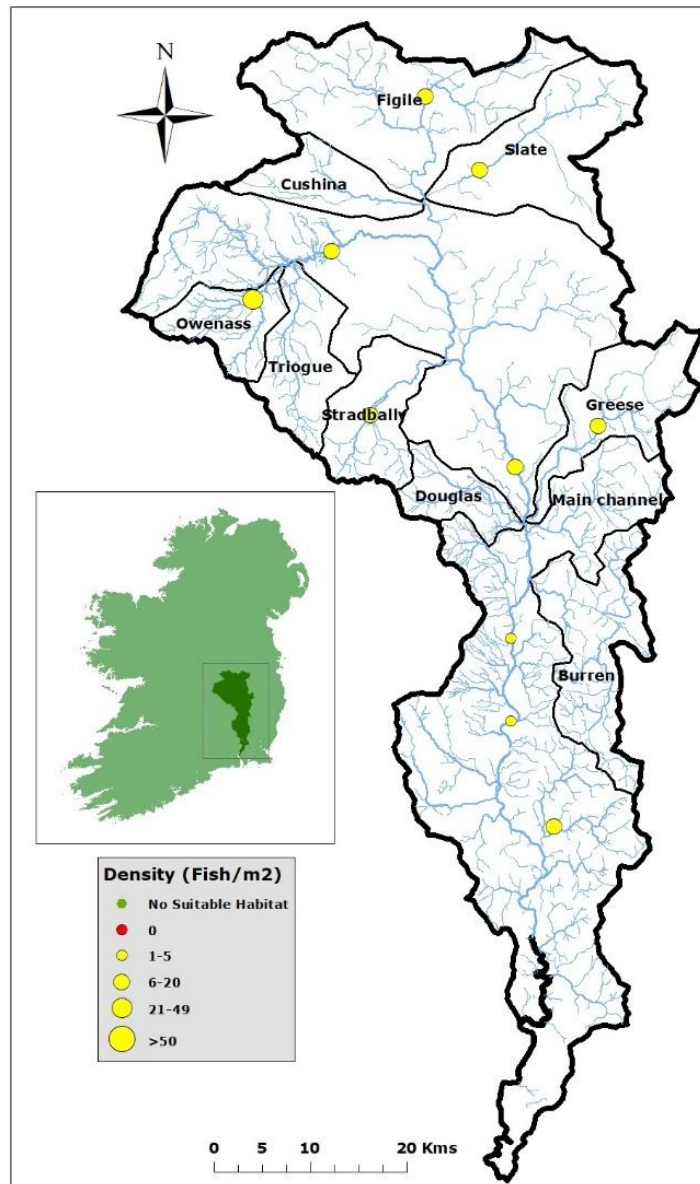 N
Figile
Slate
Cushina
Owenass
Triogue
Stradbally
Greese
Douglas
Main channel
Burren
Density (Fish/m2)
No Suitable Habitat
0
1-5
6-20
21-49
>50
0 5 10 20 Kms